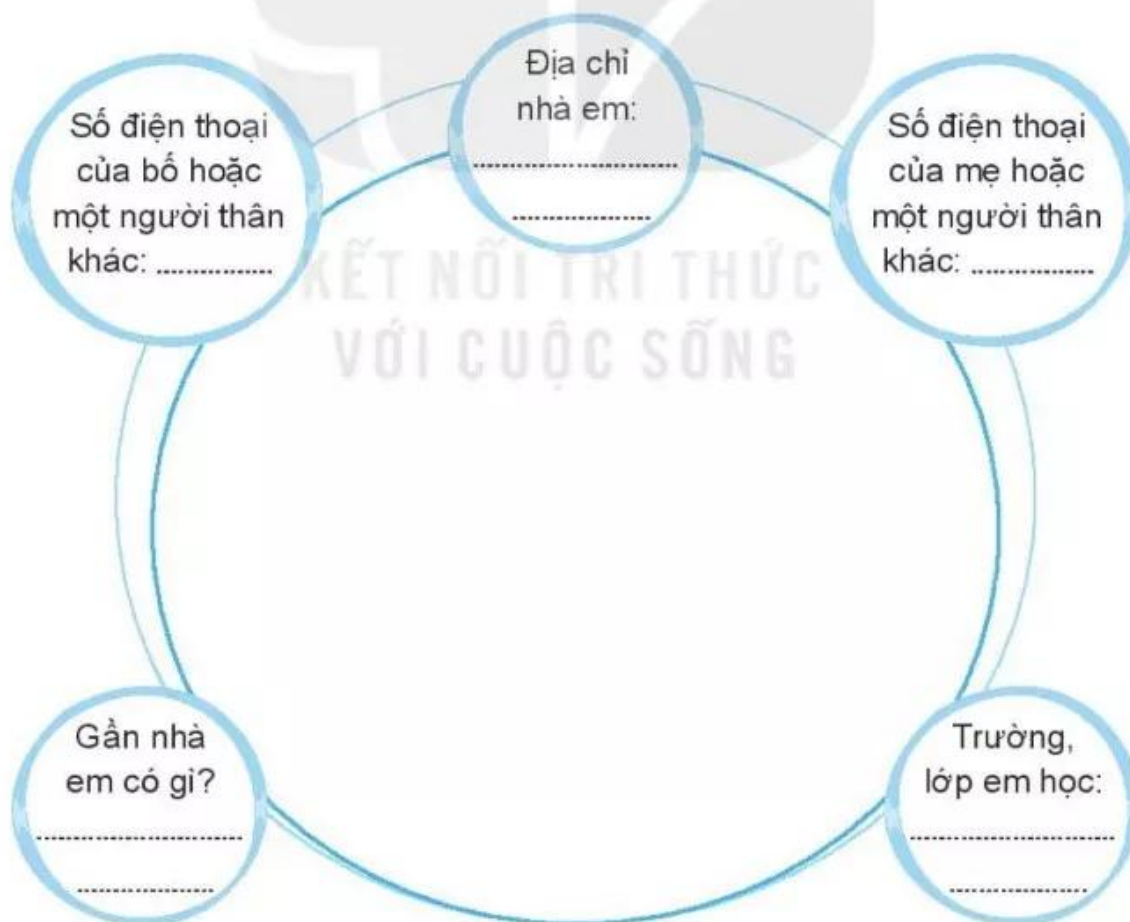 Địa chỉ
nhà em:
..............................
....................
Số điện thoại
của bố hoặc
một người thân
khác: ................
Số điện thoại
của mẹ hoặc
một người thân
khác: .................
KẾT NỐI TRI THỨC
VỚI CUỘC SỐNG
Gần nhà
em có gì?
..............................
....................
Trường,
lớp em học:
..............................
....................